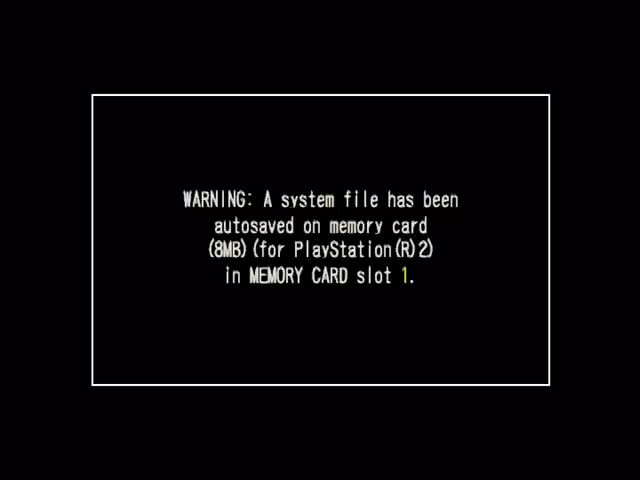 WARNING: A system file has been
autosaved on memory card
(8MB)(for PlayStation(R)2)
in MEMORY CARD slot 1.